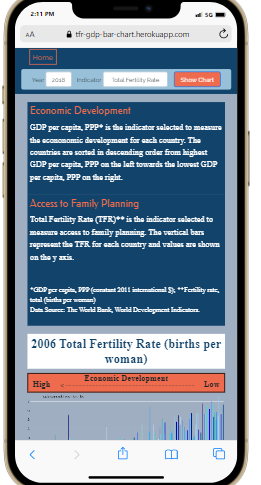 2:11 PM 5G
AA tfr-gdp-bar-chart.herokuapp.com
Home
Year 2018 Indicator Total Fertility Rate Show Chart
Economic Development
GDP per capita, PPP* is the indicator selected to measure
the econonomic development for each country. The
countries are sorted in descending order from highest
GDP per capita, PPP on the left towards the lowest GDP
per capita, PPP on the right.
Access to Family Planning
Total Fertility Rate (TFR)** is the indicator selected to
measure access to family planning. The vertical bars
represent the TFR for each country and values are shown
on the y axis.
*GDP per capita, PPP (constant 2011 international $); **Fertility rate,
total (births per woman)
Data Source: The World Bank, World Development Indicators.
2006 Total Fertility Rate (births per
woman)
Economic Development
High <---------------------------------- Low